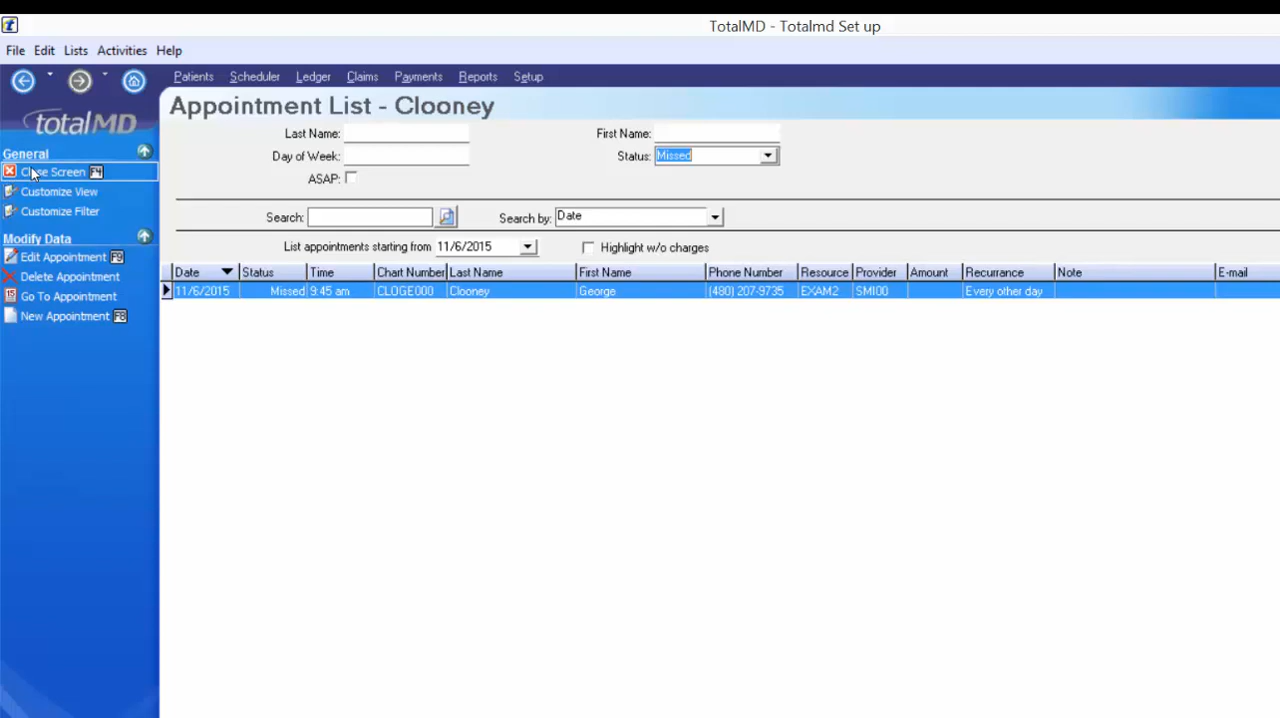 TotalMD - Totalmd Set up
File Edit Lists Activities Help
Patients Scheduler Ledger Claims Payments Reports Setup
totalMD
Appointment List - Clooney
Last Name: First Name:
Day of Week: Status: Missed
ASAP:
General
Close Screen F4
Customize View
Customize Filter
Modify Data
Edit Appointment F9
Delete Appointment
Go To Appointment
New Appointment F8
Search: Search by: Date
List appointments starting from 11/6/2015 Highlight w/o charges
Date Status Time Chart Number Last Name First Name Phone Number Resource Provider Amount Recurrance Note E-mail
11/6/2015 Missed 9:45 am CLOGE000 Clooney George (480) 207-9735 EXAM2 SMI00 Every other day